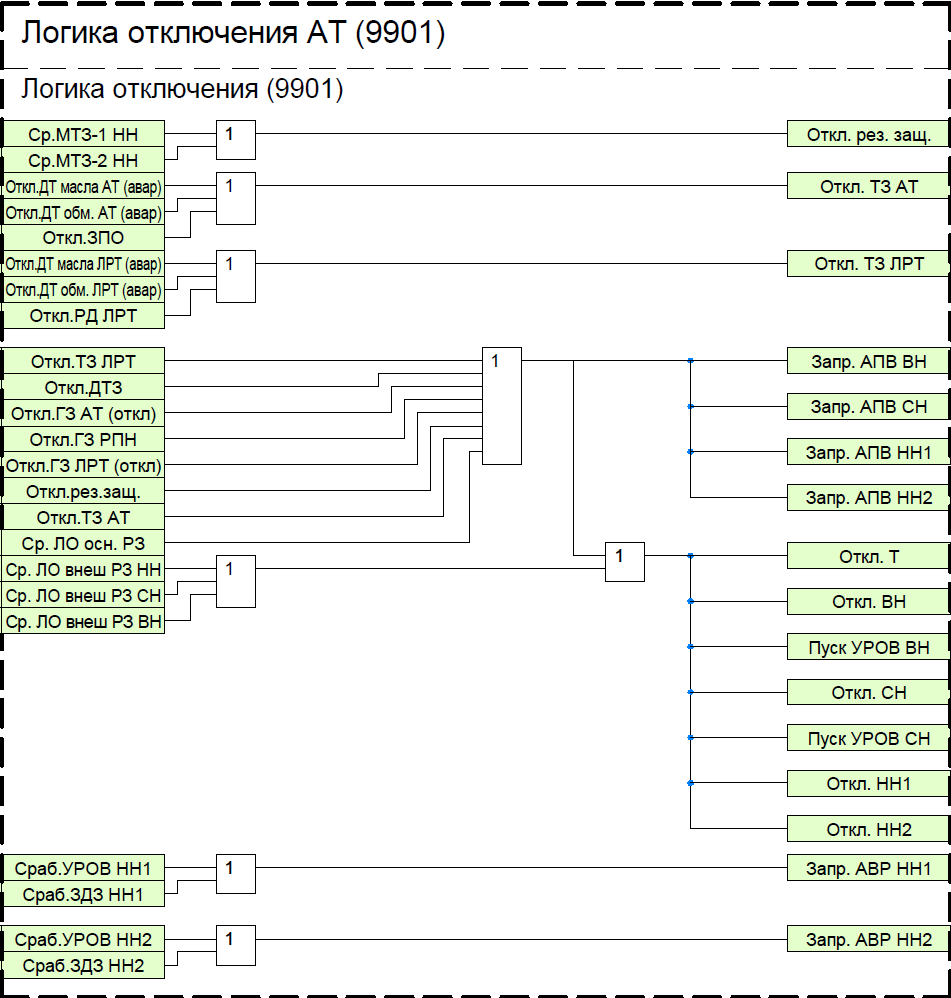 Логика отключения АТ (9901)
Логика отключения (9901)
Ср.МТЗ-1 НН
1
Откл. рез. защ.
Ср.МТЗ-2 НН
Откл.ДТ масла АТ (авар)
1
Откл. ТЗ АТ
Откл.ДТ обм. АТ (авар)
Откл.ЗПО
Откл.ДТ масла ЛРТ (авар)
1
Откл. ТЗ ЛРТ
Откл.ДТ обм. ЛРТ (авар)
Откл.РД ЛРТ
Откл.ТЗ ЛРТ
1
Запр. АПВ ВН
Откл.ДТЗ
Запр. АПВ СН
Откл.ГЗ АТ (откл)
Откл.ГЗ РПН
Запр. АПВ НН1
Откл.ГЗ ЛРТ (откл)
Откл.рез.защ.
Запр. АПВ НН2
Откл.ТЗ АТ
Ср. ЛО осн. РЗ
1
Откл. Т
Ср. ЛО внеш РЗ НН
1
Ср. ЛО внеш РЗ СН
Откл. ВН
Ср. ЛО внеш РЗ ВН
Пуск УРОВ ВН
Откл. СН
Пуск УРОВ СН
Откл. НН1
Откл. НН2
Сраб.УРОВ НН1
1
Запр. АВР НН1
Сраб.ЗДЗ НН1
Сраб.УРОВ НН2
1
Запр. АВР НН2
Сраб.ЗДЗ НН2